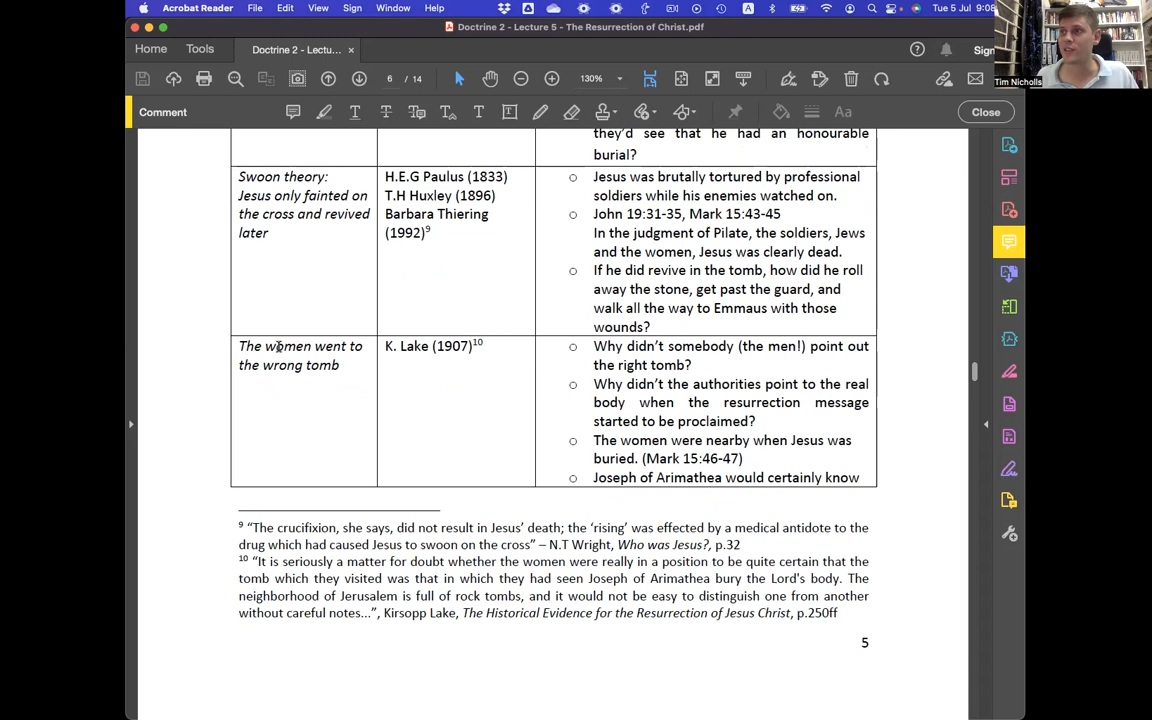 Acrobat Reader File Edit View Sign Window Help Tue 5 Jul 9:08
Doctrine 2 - Lecture 5 - The Resurrection of Christ.pdf
Home Tools Doctrine 2 - Lectu... × Sign
6 / 14 130%
Tim Nicholls
Comment Close
they'd see that he had an honourable
burial?
Swoon theory: H.E.G Paulus (1833) ○ Jesus was brutally tortured by professional
Jesus only fainted on T.H Huxley (1896) soldiers while his enemies watched on.
the cross and revived Barbara Thiering ○ John 19:31-35, Mark 15:43-45
later (1992)9 In the judgment of Pilate, the soldiers, Jews
and the women, Jesus was clearly dead.
○ If he did revive in the tomb, how did he roll
away the stone, get past the guard, and
walk all the way to Emmaus with those
wounds?
The women went to K. Lake (1907)10 ○ Why didn't somebody (the men!) point out
the wrong tomb the right tomb?
○ Why didn't the authorities point to the real
body when the resurrection message
started to be proclaimed?
○ The women were nearby when Jesus was
buried. (Mark 15:46-47)
○ Joseph of Arimathea would certainly know
9 "The crucifixion, she says, did not result in Jesus' death; the 'rising' was effected by a medical antidote to the
drug which had caused Jesus to swoon on the cross" – N.T Wright, Who was Jesus?, p.32
10 "It is seriously a matter for doubt whether the women were really in a position to be quite certain that the
tomb which they visited was that in which they had seen Joseph of Arimathea bury the Lord's body. The
neighborhood of Jerusalem is full of rock tombs, and it would not be easy to distinguish one from another
without careful notes...", Kirsopp Lake, The Historical Evidence for the Resurrection of Jesus Christ, p.250ff
5